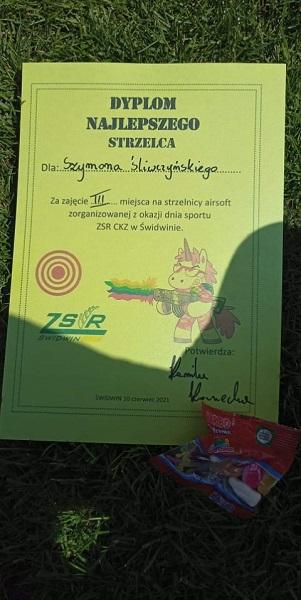 DYPLOM
NAJLEPSZEGO
STRZELCA
Dla: Szymona Śliwczyńskiego
Za zajęcie III miejsca na strzelnicy airsoft
zorganizowanej z okazji dnia sportu
ZSR CKZ w Świdwinie.
ZSR
ŚWIDWIN
Potwierdza:
ŚWIDWIN 10 czerwiec 2021